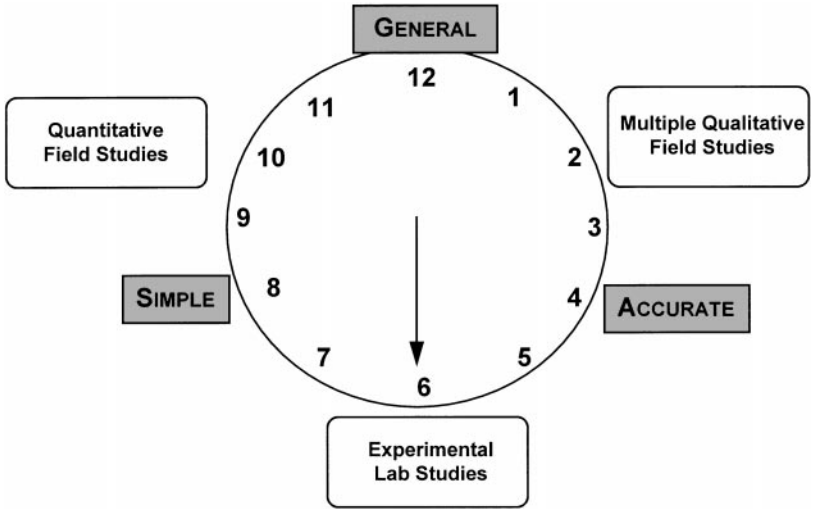 GENERAL
12
11
1
Quantitative
Field Studies
Multiple Qualitative
Field Studies
10
2
9
3
SIMPLE
8
4
ACCURATE
7
5
6
Experimental
Lab Studies